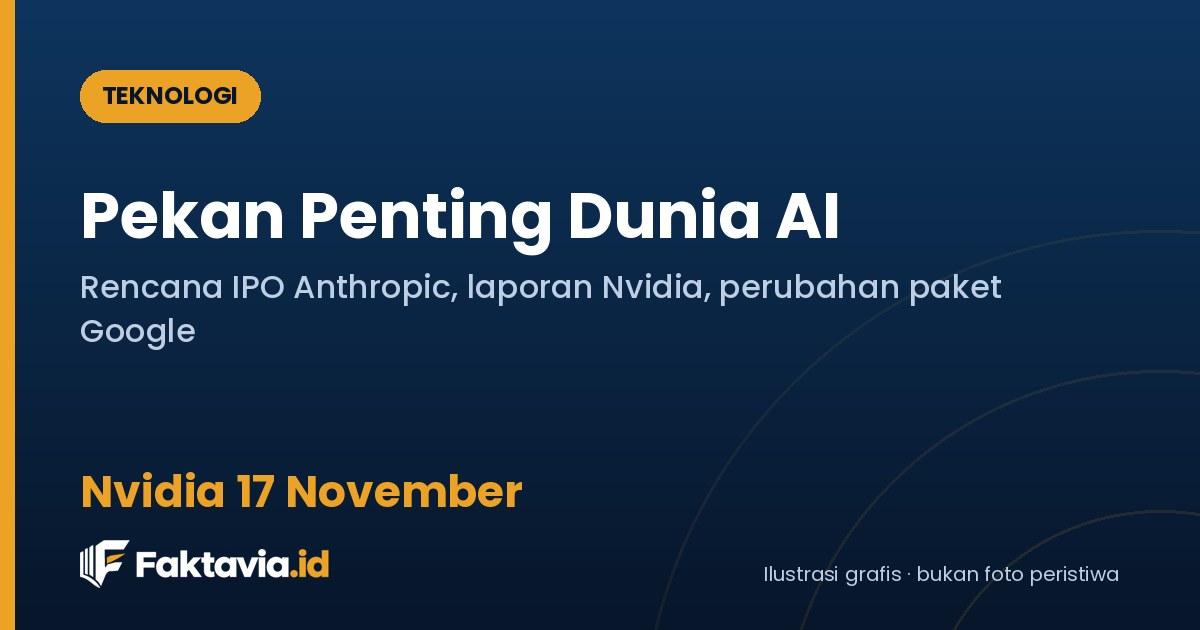 TEKNOLOGI
Pekan Penting Dunia AI
Rencana IPO Anthropic, laporan Nvidia, perubahan paket
Google
Nvidia 17 November
Faktavia.id
Ilustrasi grafis · bukan foto peristiwa